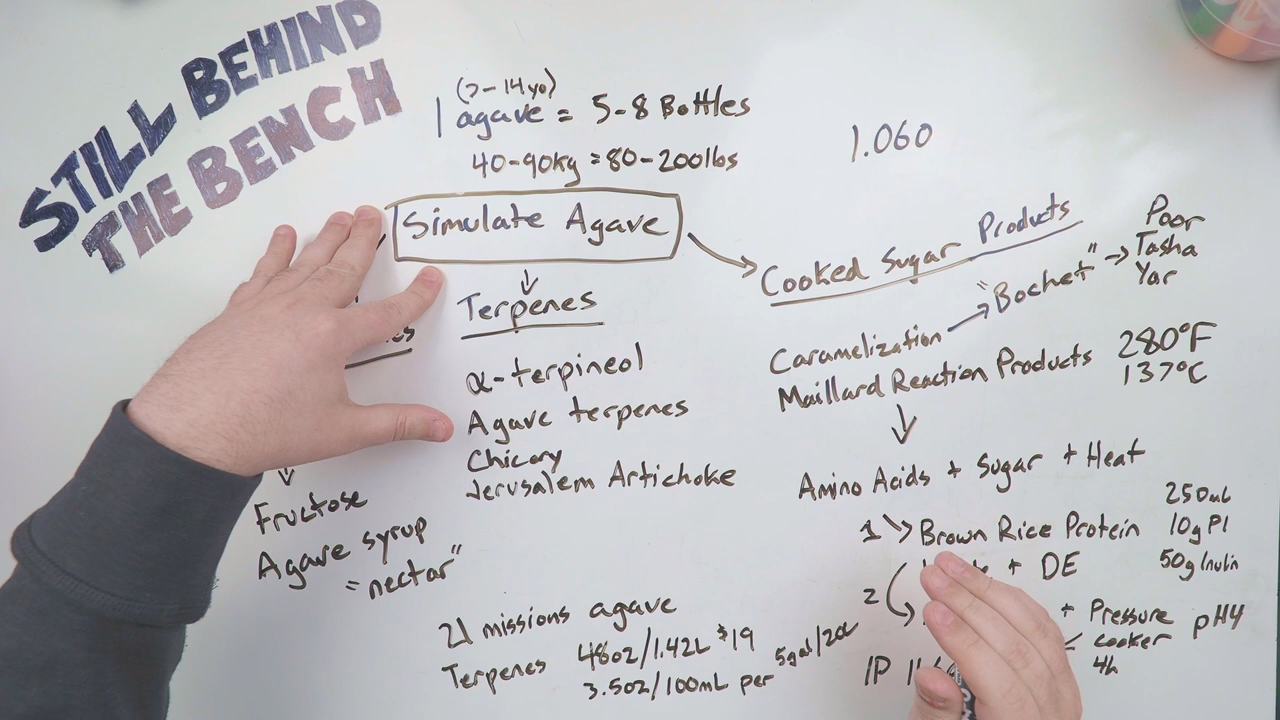 STILL BEHIND
THE BENCH
(7-14yo)
1 agave = 5-8 Bottles
40-90kg = 80-200lbs
1.060
Simulate Agave
Terpenes
α-terpineol
Agave terpenes
Chicory
Jerusalem Artichoke
Fructose
Agave syrup
= nectar"
21 missions agave
Terpenes 48oz/1.42L $19
3.5oz/100mL per 5gal/20L
Cooked Sugar Products
Caramelization
"Bochet" → Poor
Tasha
Yar
Maillard Reaction Products
280°F
137°C
Amino Acids + Sugar + Heat
1 Brown Rice Protein
+ DE
250mL
10g PI
50g Inulin
2
+ Pressure
cooker
4h
pH4